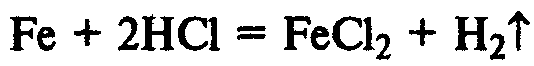 Fe + 2HCl = FeCl₂ + H₂↑